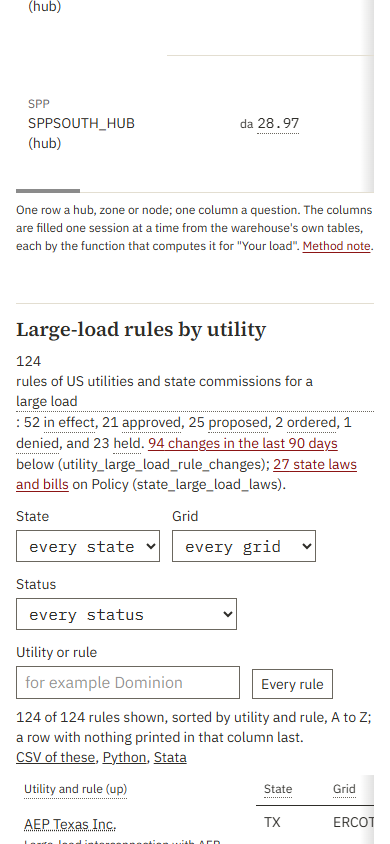 (hub)
SPP
SPPSOUTH_HUB
da 28.97
(hub)
One row a hub, zone or node; one column a question. The columns
are filled one session at a time from the warehouse's own tables,
each by the function that computes it for "Your load". Method note.
Large-load rules by utility
124
rules of US utilities and state commissions for a
large load
: 52 in effect, 21 approved, 25 proposed, 2 ordered, 1
denied, and 23 held. 94 changes in the last 90 days
below (utility_large_load_rule_changes); 27 state laws
and bills on Policy (state_large_load_laws).
State Grid
every state every grid
Status
every status
Utility or rule
for example Dominion Every rule
124 of 124 rules shown, sorted by utility and rule, A to Z;
a row with nothing printed in that column last.
CSV of these, Python, Stata
Utility and rule (up) State Grid
AEP Texas Inc. TX ERCOT
Large-load interconnection with AEP